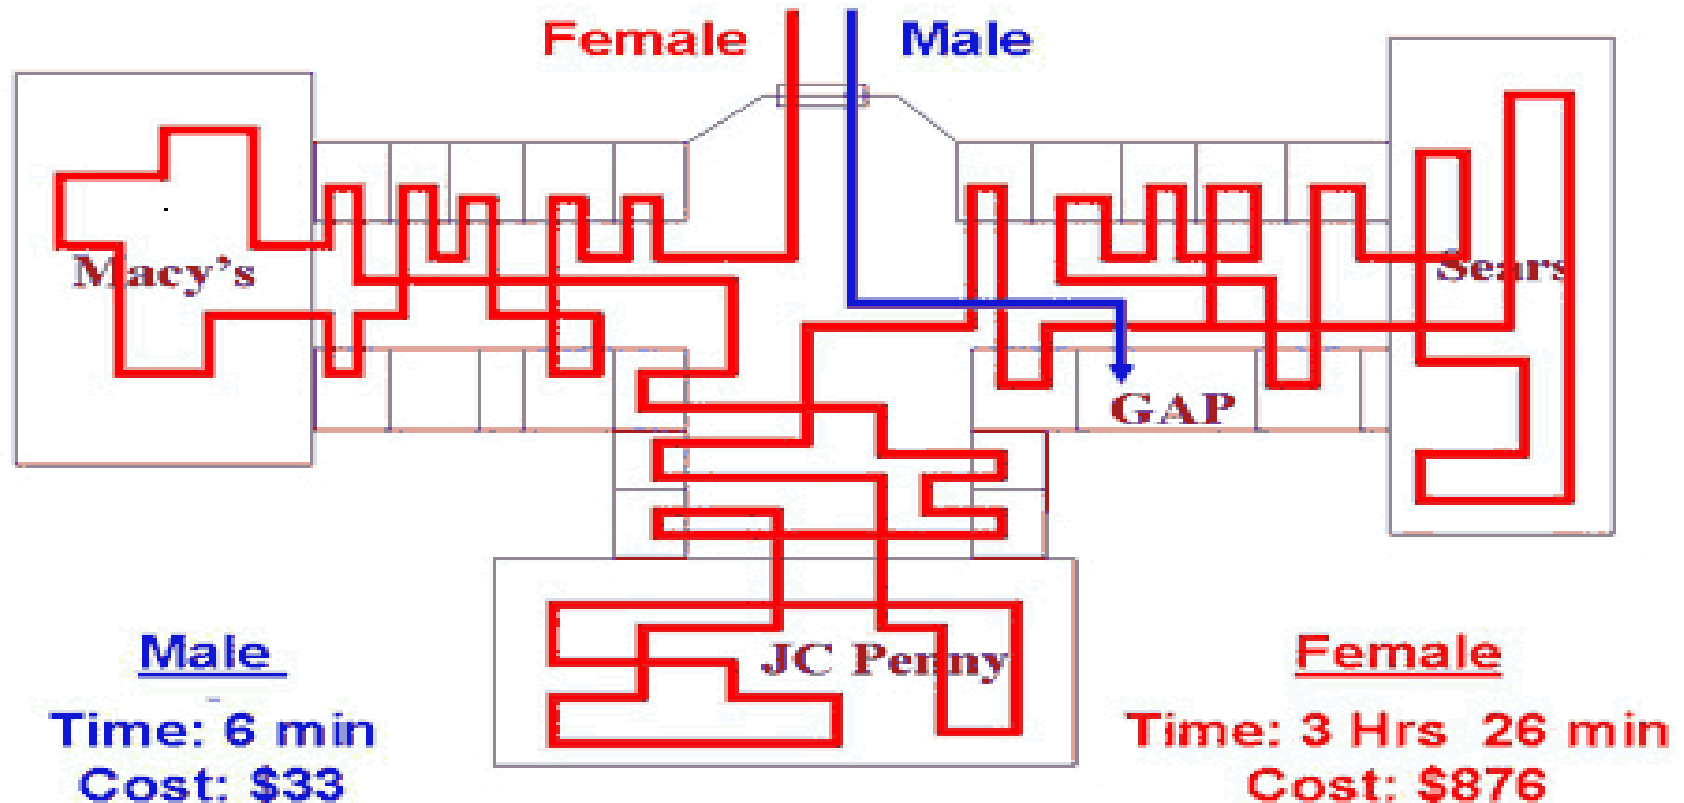 Female
Male
Macy's
Sears
GAP
JC Penny
Male
Time: 6 min
Cost: $33
Female
Time: 3 Hrs 26 min
Cost: $876